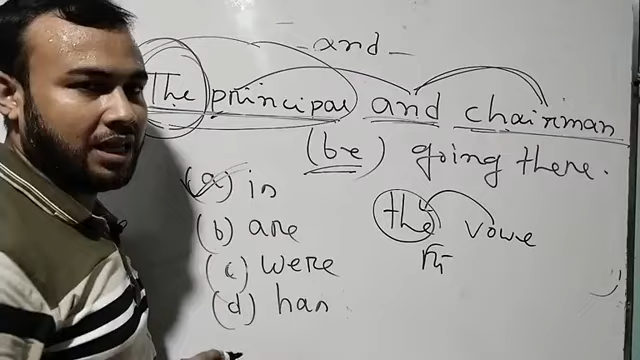 - and -
The principal and chairman
(be) going there.
(a) is
(b) are
(c) were
(d) has
the vowe